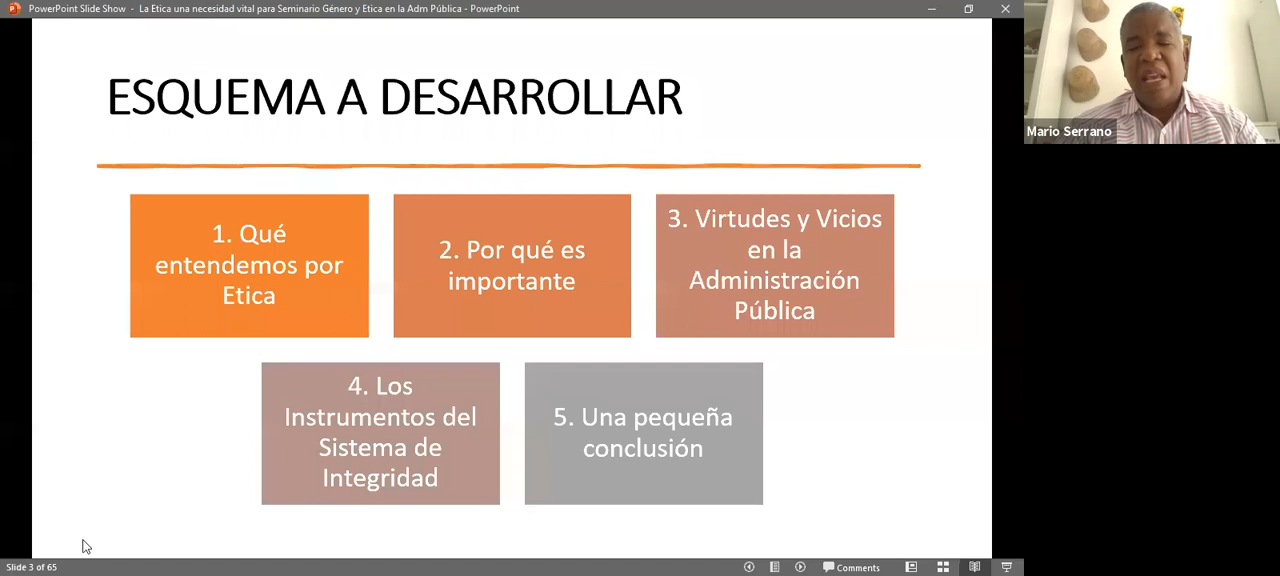 PowerPoint Slide Show - La Etica una necesidad vital para Seminario Género y Etica en la Adm Pública - PowerPoint
ESQUEMA A DESARROLLAR
1. Qué
entendemos por
Etica
2. Por qué es
importante
3. Virtudes y Vicios
en la
Administración
Pública
4. Los
Instrumentos del
Sistema de
Integridad
5. Una pequeña
conclusión
Mario Serrano
Slide 3 of 65
Comments